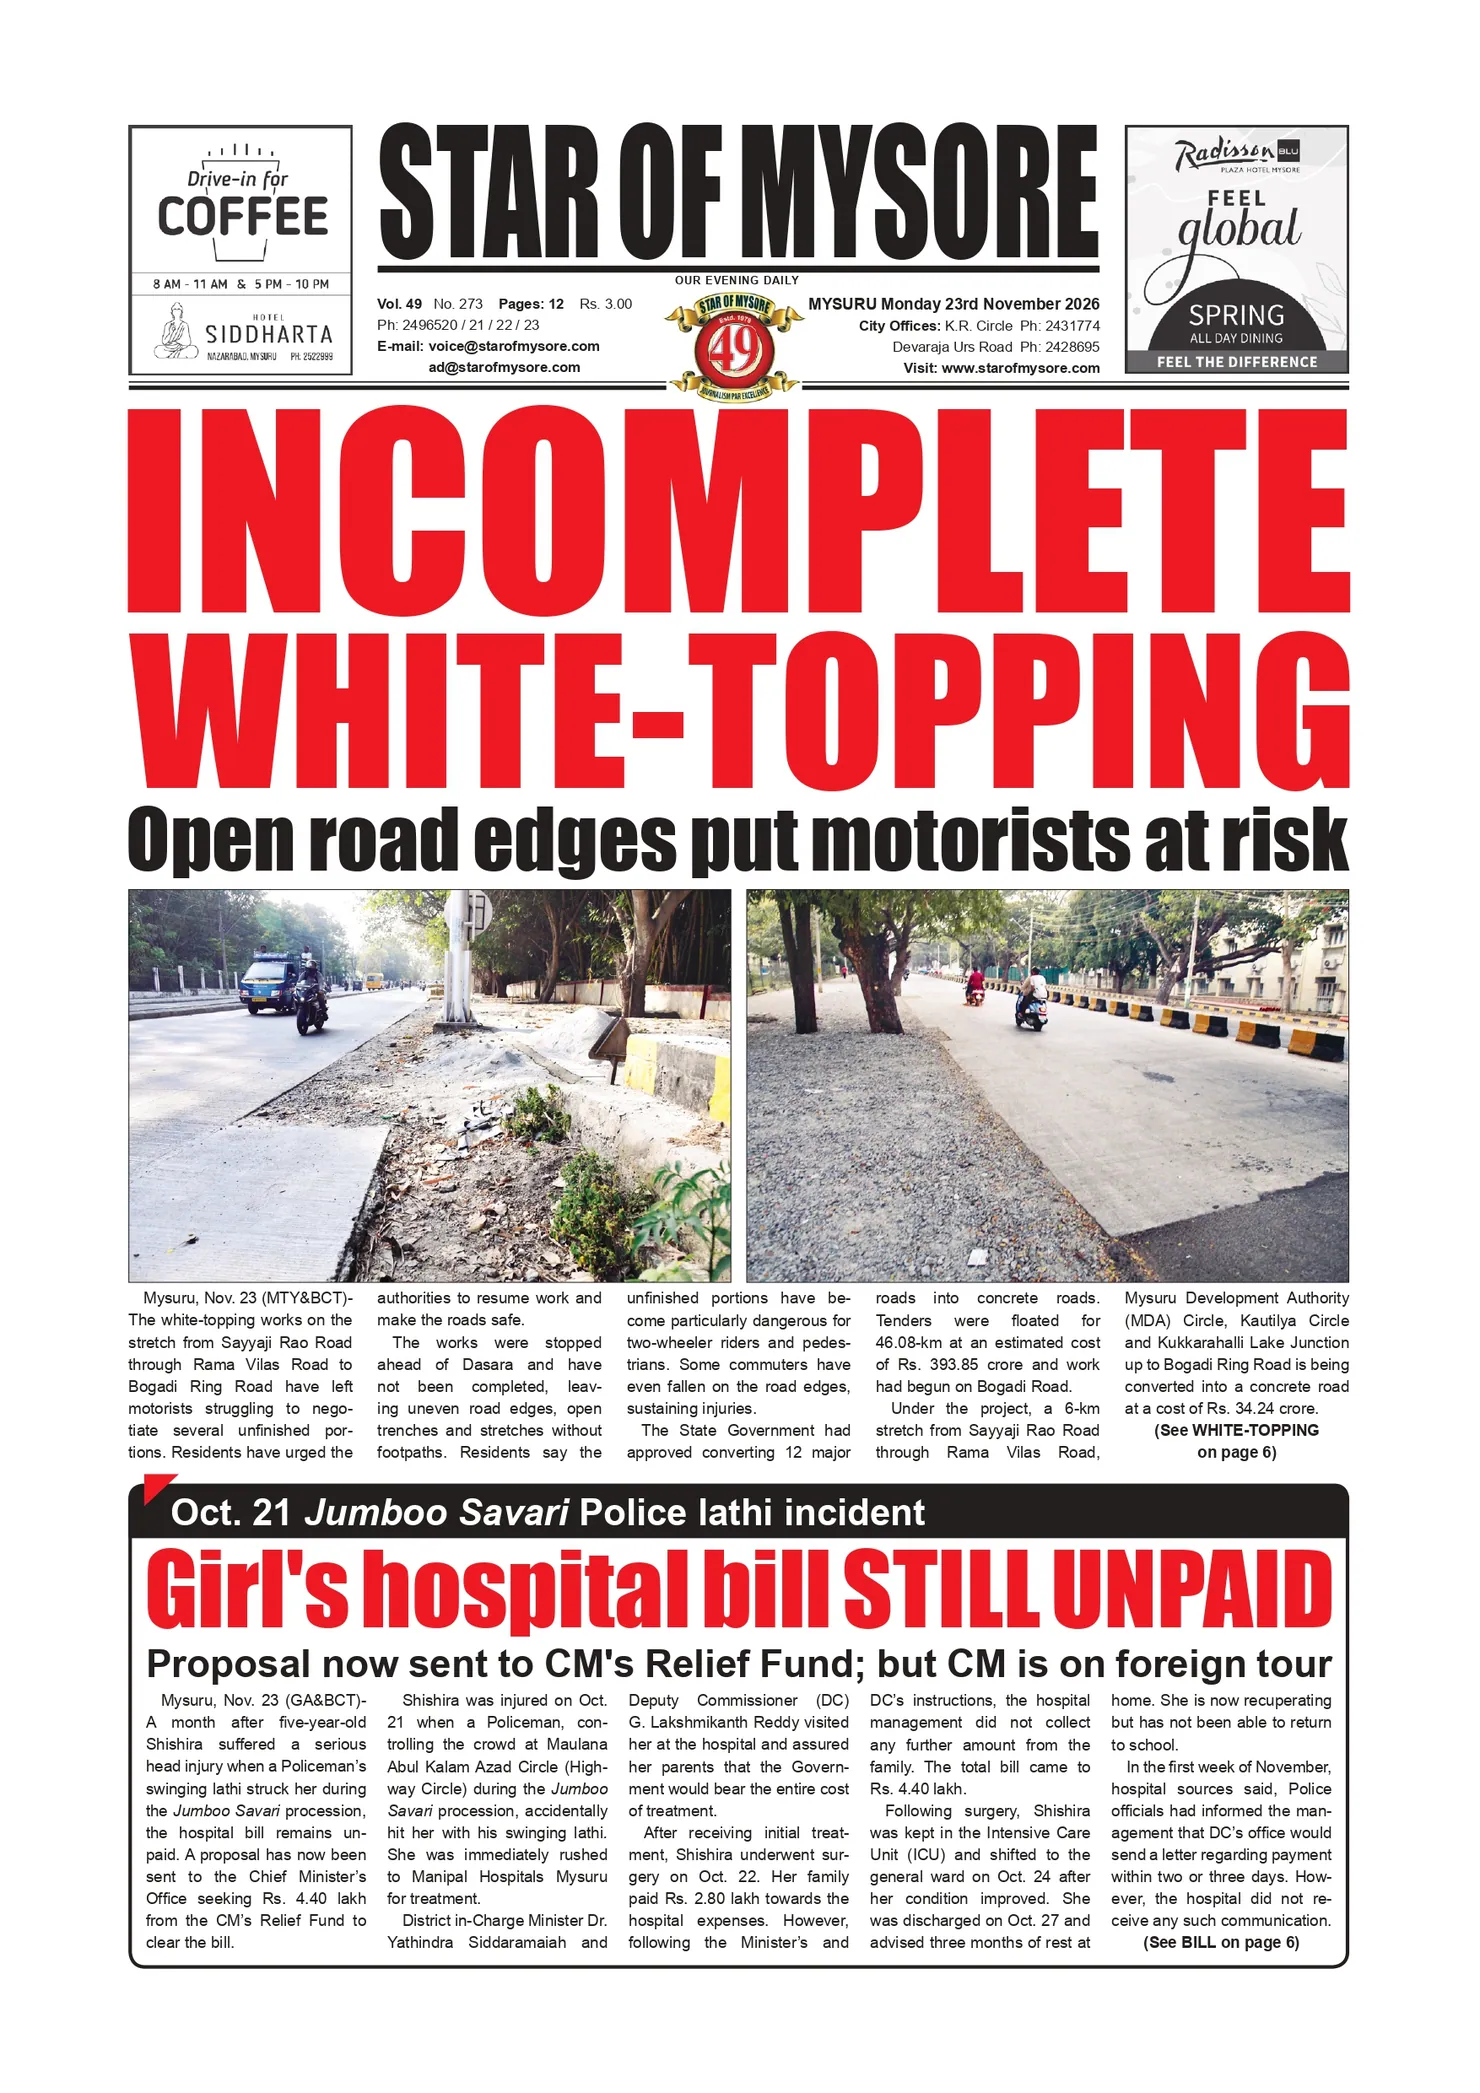 Drive-in for
COFFEE
8 AM - 11 AM & 5 PM - 10 PM
HOTEL
SIDDHARTA
NAZARABAD, MYSURU PH: 2522999
STAR OF MYSORE
OUR EVENING DAILY
Vol. 49 No. 273 Pages: 12 Rs. 3.00
Ph: 2496520 / 21 / 22 / 23
E-mail: voice@starofmysore.com
ad@starofmysore.com
STAR OF MYSORE
Estd. 1978
49
JOURNALISM PAR EXCELLENCE
MYSURU Monday 23rd November 2026
City Offices: K.R. Circle Ph: 2431774
Devaraja Urs Road Ph: 2428695
Visit: www.starofmysore.com
Radisson BLU
PLAZA HOTEL MYSORE
FEEL
global
SPRING
ALL DAY DINING
FEEL THE DIFFERENCE
INCOMPLETE
WHITE-TOPPING
Open road edges put motorists at risk
Mysuru, Nov. 23 (MTY&BCT)-
The white-topping works on the
stretch from Sayyaji Rao Road
through Rama Vilas Road to
Bogadi Ring Road have left
motorists struggling to nego-
tiate several unfinished por-
tions. Residents have urged the
authorities to resume work and
make the roads safe.
The works were stopped
ahead of Dasara and have
not been completed, leav-
ing uneven road edges, open
trenches and stretches without
footpaths. Residents say the
unfinished portions have be-
come particularly dangerous for
two-wheeler riders and pedes-
trians. Some commuters have
even fallen on the road edges,
sustaining injuries.
The State Government had
approved converting 12 major
roads into concrete roads.
Tenders were floated for
46.08-km at an estimated cost
of Rs. 393.85 crore and work
had begun on Bogadi Road.
Under the project, a 6-km
stretch from Sayyaji Rao Road
through Rama Vilas Road,
Mysuru Development Authority
(MDA) Circle, Kautilya Circle
and Kukkarahalli Lake Junction
up to Bogadi Ring Road is being
converted into a concrete road
at a cost of Rs. 34.24 crore.
(See WHITE-TOPPING
on page 6)
Oct. 21 Jumboo Savari Police lathi incident
Girl's hospital bill STILL UNPAID
Proposal now sent to CM's Relief Fund; but CM is on foreign tour
Mysuru, Nov. 23 (GA&BCT)-
A month after five-year-old
Shishira suffered a serious
head injury when a Policeman's
swinging lathi struck her during
the Jumboo Savari procession,
the hospital bill remains un-
paid. A proposal has now been
sent to the Chief Minister's
Office seeking Rs. 4.40 lakh
from the CM's Relief Fund to
clear the bill.
Shishira was injured on Oct.
21 when a Policeman, con-
trolling the crowd at Maulana
Abul Kalam Azad Circle (High-
way Circle) during the Jumboo
Savari procession, accidentally
hit her with his swinging lathi.
She was immediately rushed
to Manipal Hospitals Mysuru
for treatment.
District in-Charge Minister Dr.
Yathindra Siddaramaiah and
Deputy Commissioner (DC)
G. Lakshmikanth Reddy visited
her at the hospital and assured
her parents that the Govern-
ment would bear the entire cost
of treatment.
After receiving initial treat-
ment, Shishira underwent sur-
gery on Oct. 22. Her family
paid Rs. 2.80 lakh towards the
hospital expenses. However,
following the Minister's and
DC's instructions, the hospital
management did not collect
any further amount from the
family. The total bill came to
Rs. 4.40 lakh.
Following surgery, Shishira
was kept in the Intensive Care
Unit (ICU) and shifted to the
general ward on Oct. 24 after
her condition improved. She
was discharged on Oct. 27 and
advised three months of rest at
home. She is now recuperating
but has not been able to return
to school.
In the first week of November,
hospital sources said, Police
officials had informed the man-
agement that DC's office would
send a letter regarding payment
within two or three days. How-
ever, the hospital did not re-
ceive any such communication.
(See BILL on page 6)